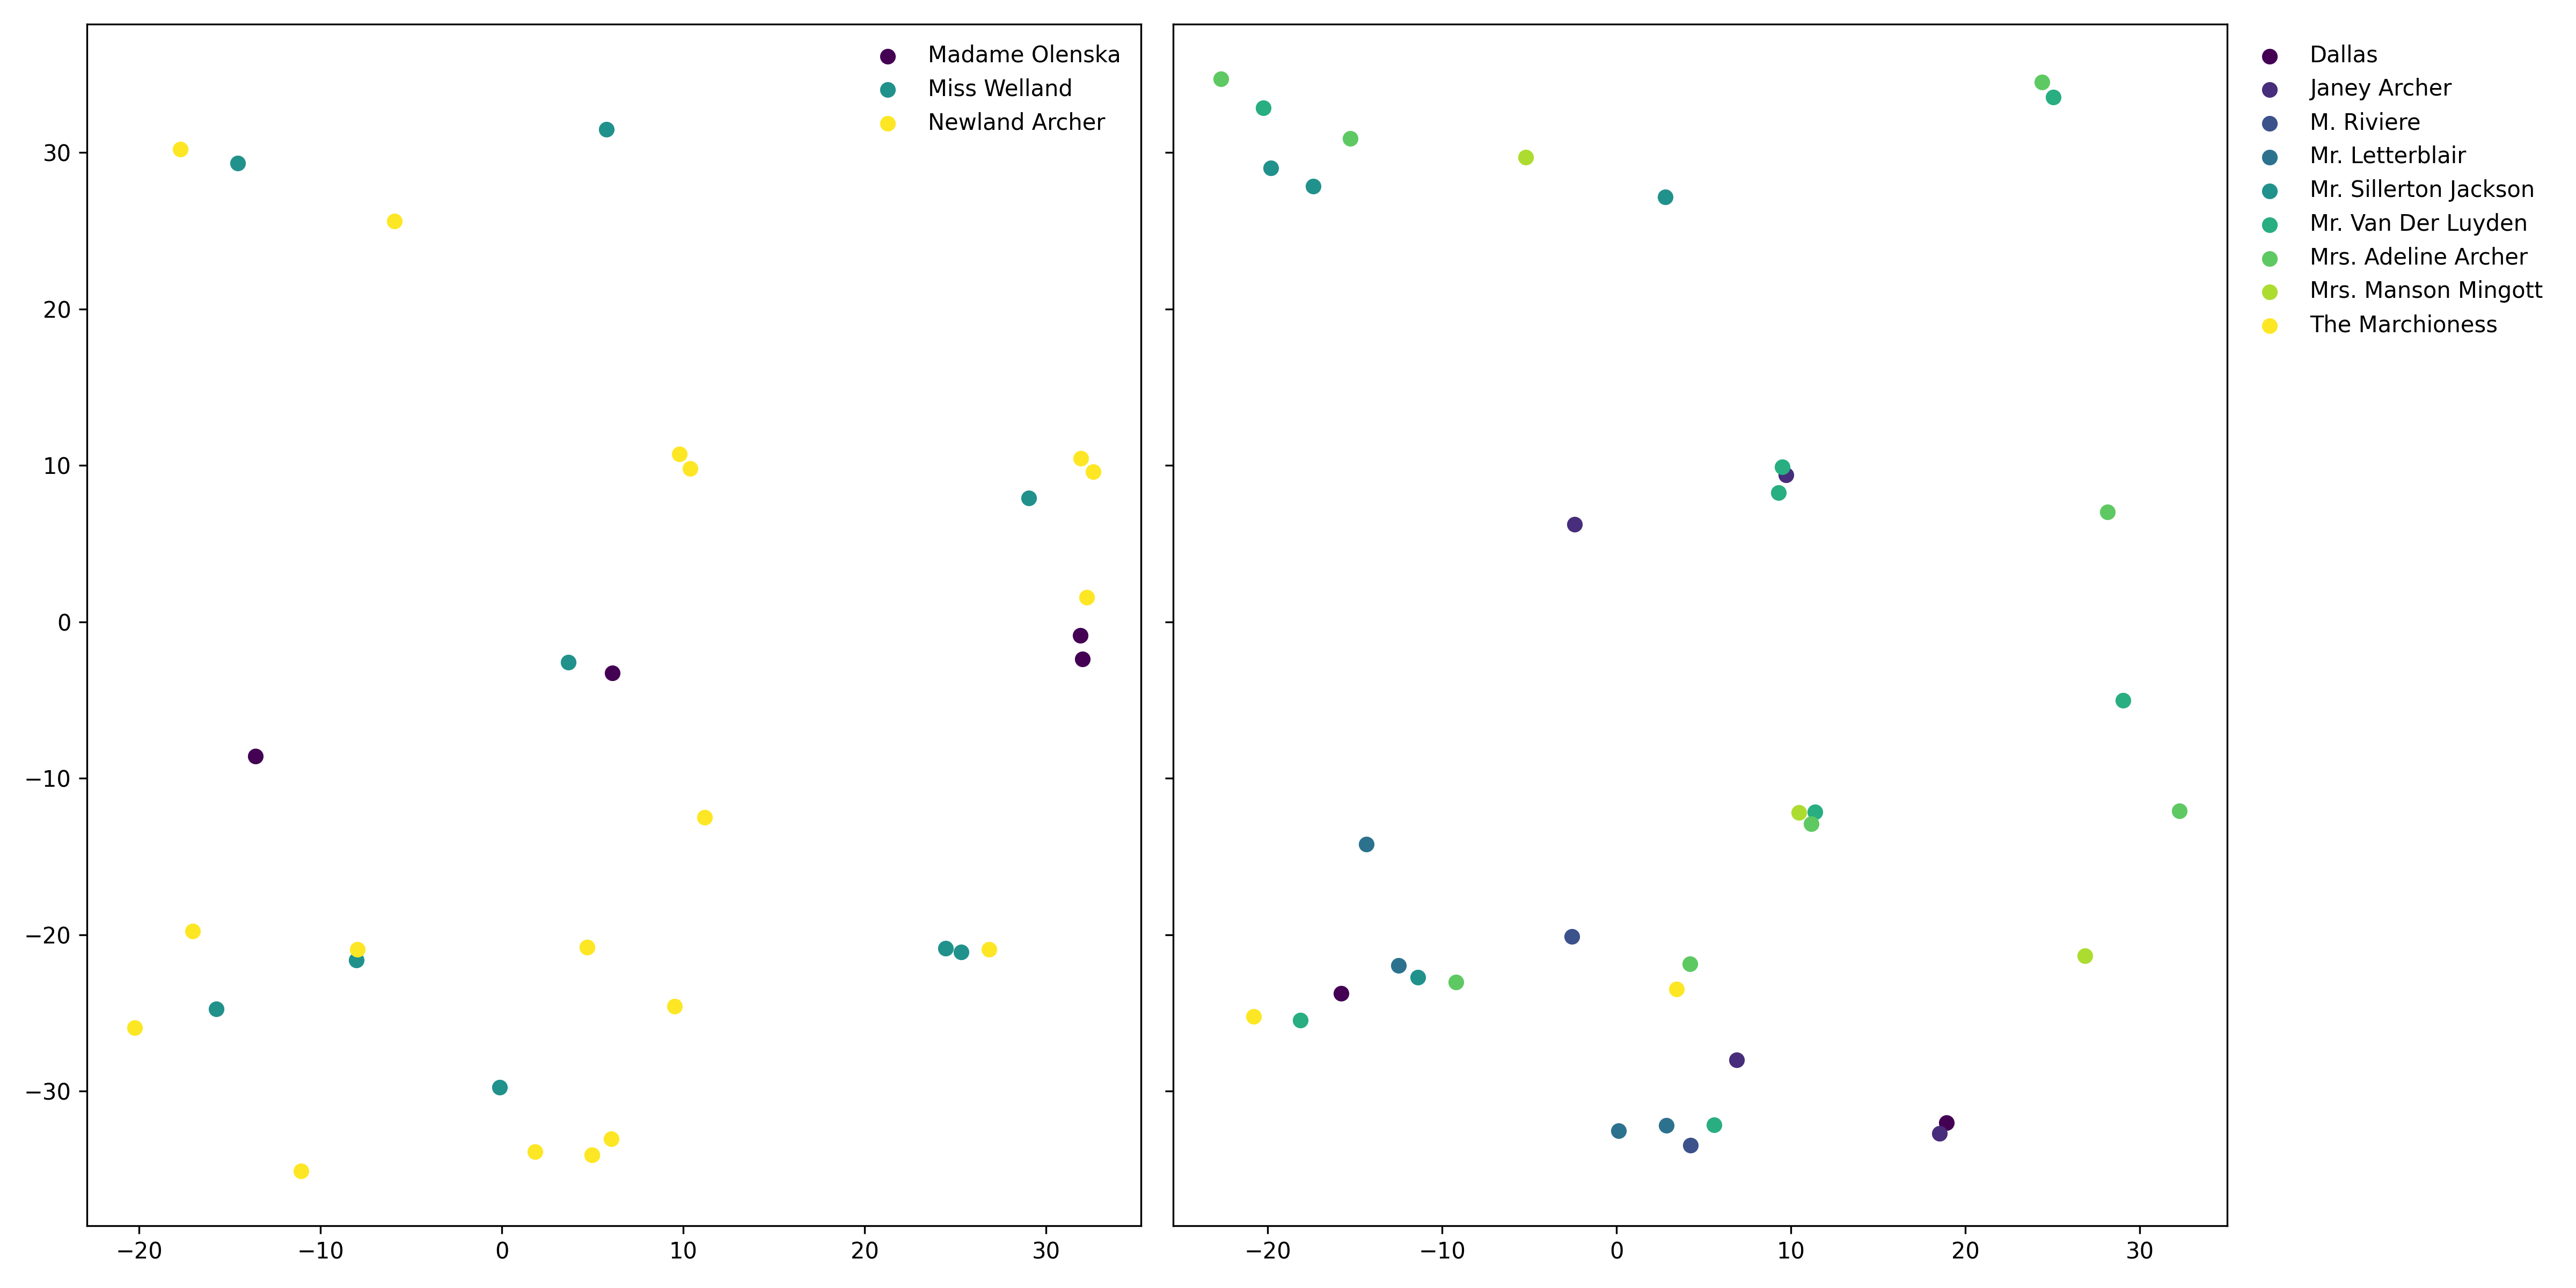 Madame Olenska
Miss Welland
Newland Archer
30
20
10
0
−10
−20
−30
−20 −10 0 10 20 30
Dallas
Janey Archer
M. Riviere
Mr. Letterblair
Mr. Sillerton Jackson
Mr. Van Der Luyden
Mrs. Adeline Archer
Mrs. Manson Mingott
The Marchioness
−20 −10 0 10 20 30